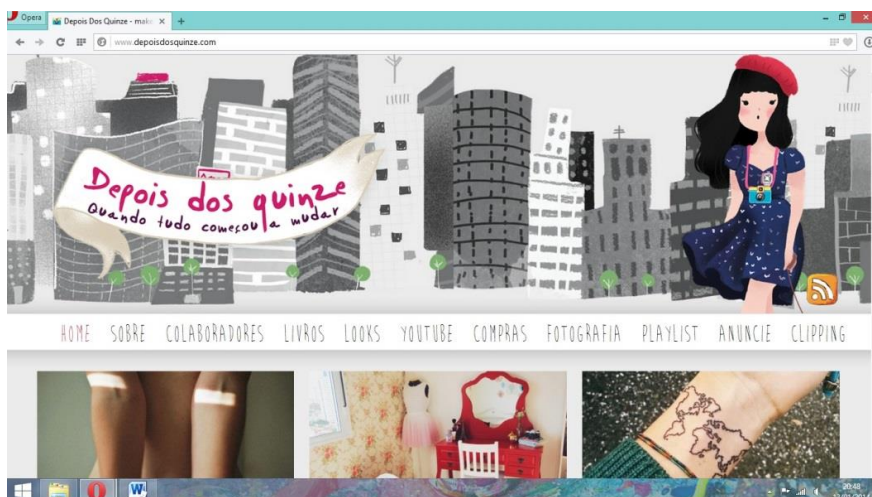 Opera
Depois Dos Quinze - make
www.depoisdosquinze.com
Depois dos quinze
Quando tudo começou a mudar
HOME SOBRE COLABORADORES LIVROS LOOKS YOUTUBE COMPRAS FOTOGRAFIA PLAYLIST ANUNCIE CLIPPING
20:48